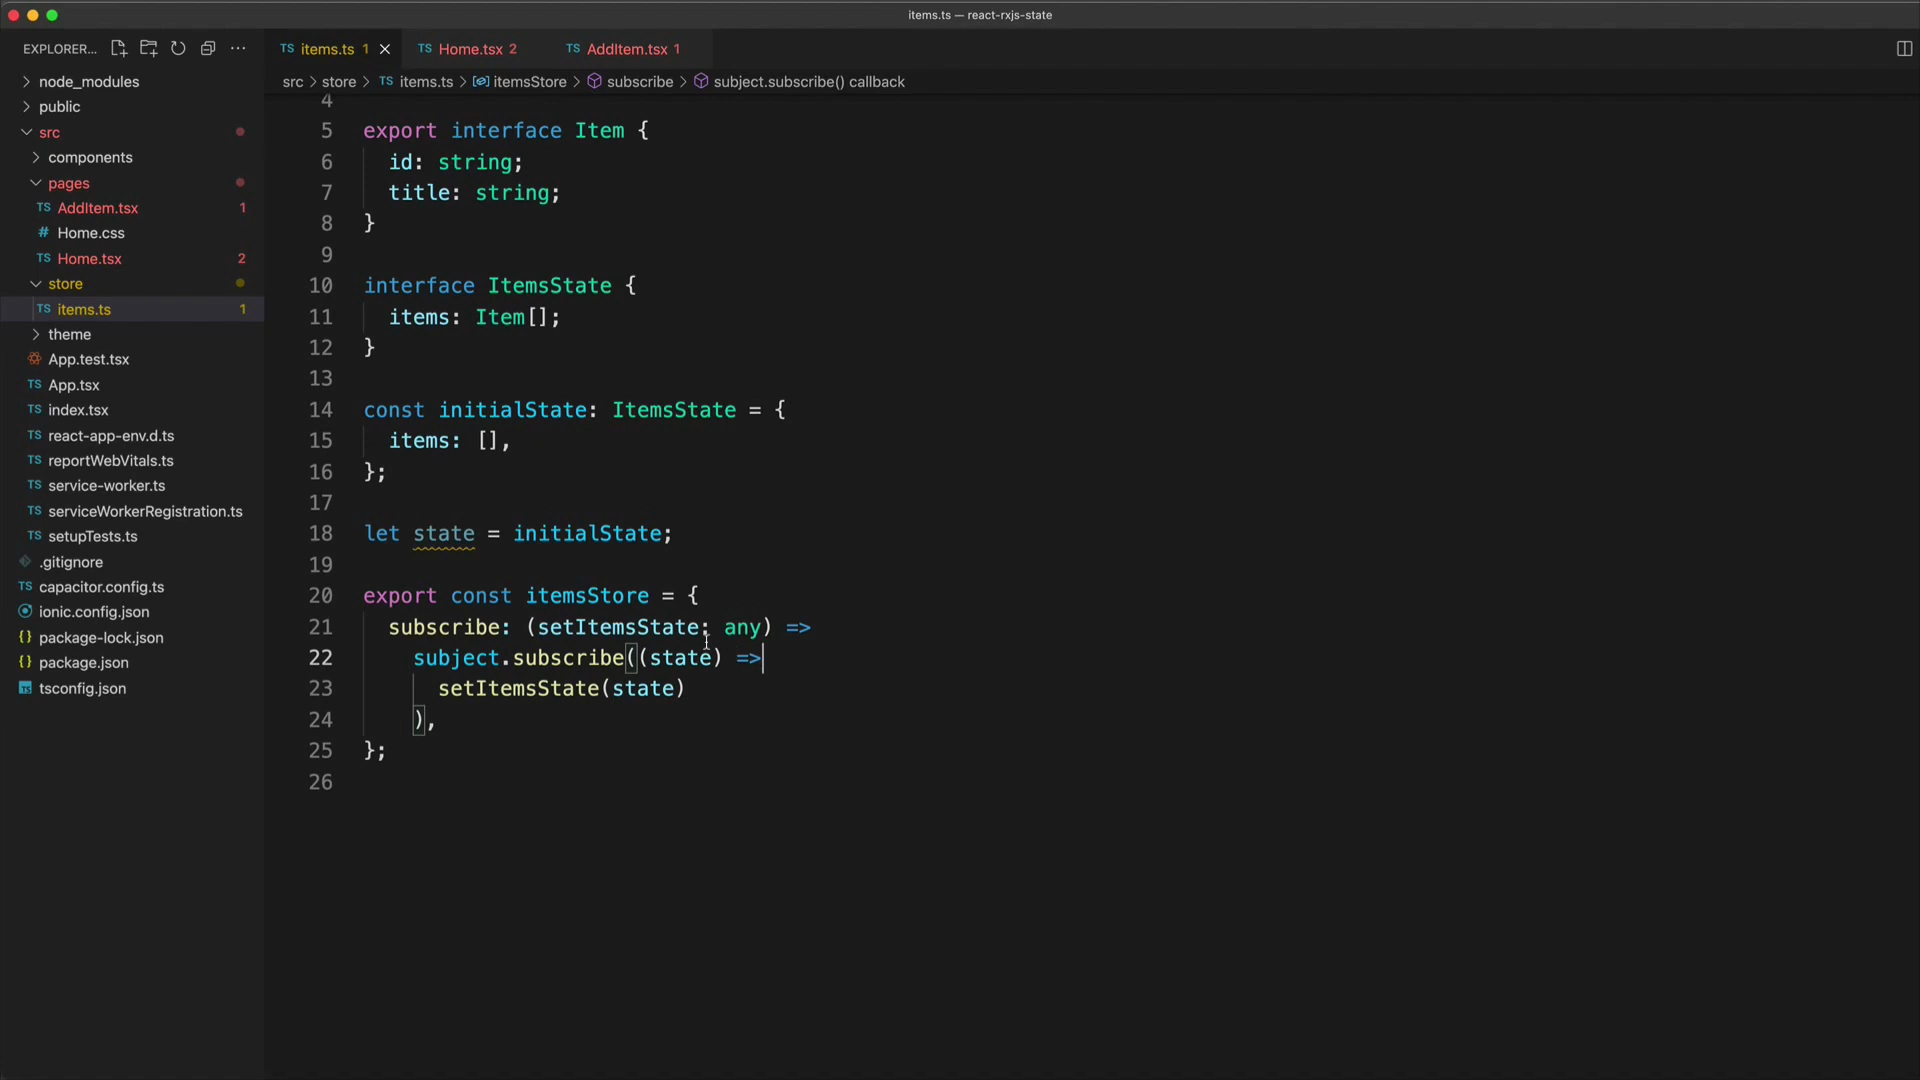 items.ts — react-rxjs-state
EXPLORER...
TS items.ts 1
TS Home.tsx 2
TS AddItem.tsx 1
src > store > TS items.ts > itemsStore > subscribe > subject.subscribe() callback
node_modules
public
src
components
pages
TS AddItem.tsx 1
# Home.css
TS Home.tsx 2
store
TS items.ts 1
theme
App.test.tsx
TS App.tsx
TS index.tsx
TS react-app-env.d.ts
TS reportWebVitals.ts
TS service-worker.ts
TS serviceWorkerRegistration.ts
TS setupTests.ts
.gitignore
TS capacitor.config.ts
ionic.config.json
{} package-lock.json
{} package.json
TS tsconfig.json
4
5 export interface Item {
6 id: string;
7 title: string;
8 }
9
10 interface ItemsState {
11 items: Item[];
12 }
13
14 const initialState: ItemsState = {
15 items: [],
16 };
17
18 let state = initialState;
19
20 export const itemsStore = {
21 subscribe: (setItemsState: any) =>
22 subject.subscribe((state) =>
23 setItemsState(state)
24 ),
25 };
26